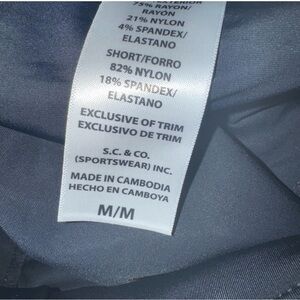 75% RAYON/
RAYÓN
21% NYLON
4% SPANDEX/
ELASTANO
SHORT/FORRO
82% NYLON
18% SPANDEX/
ELASTANO
EXCLUSIVE OF TRIM
EXCLUSIVO DE TRIM
S.C. & CO.
(SPORTSWEAR) INC.
MADE IN CAMBODIA
HECHO EN CAMBOYA
M/M